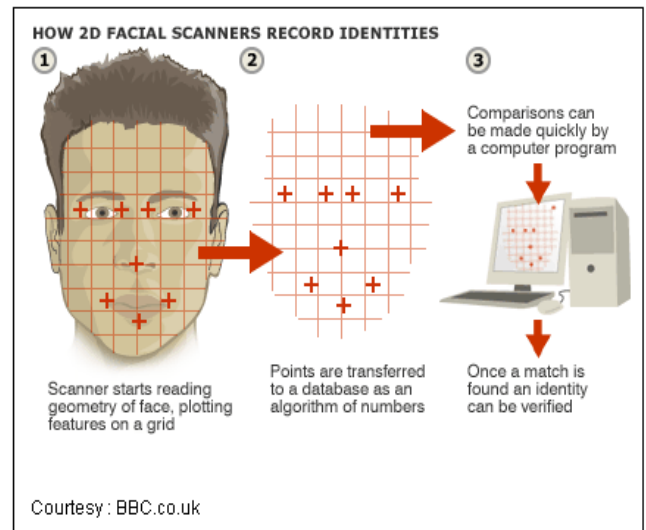 HOW 2D FACIAL SCANNERS RECORD IDENTITIES
1
2
3
Scanner starts reading
geometry of face, plotting
features on a grid
Points are transferred
to a database as an
algorithm of numbers
Comparisons can
be made quickly by
a computer program
Once a match is
found an identity
can be verified
Courtesy : BBC.co.uk